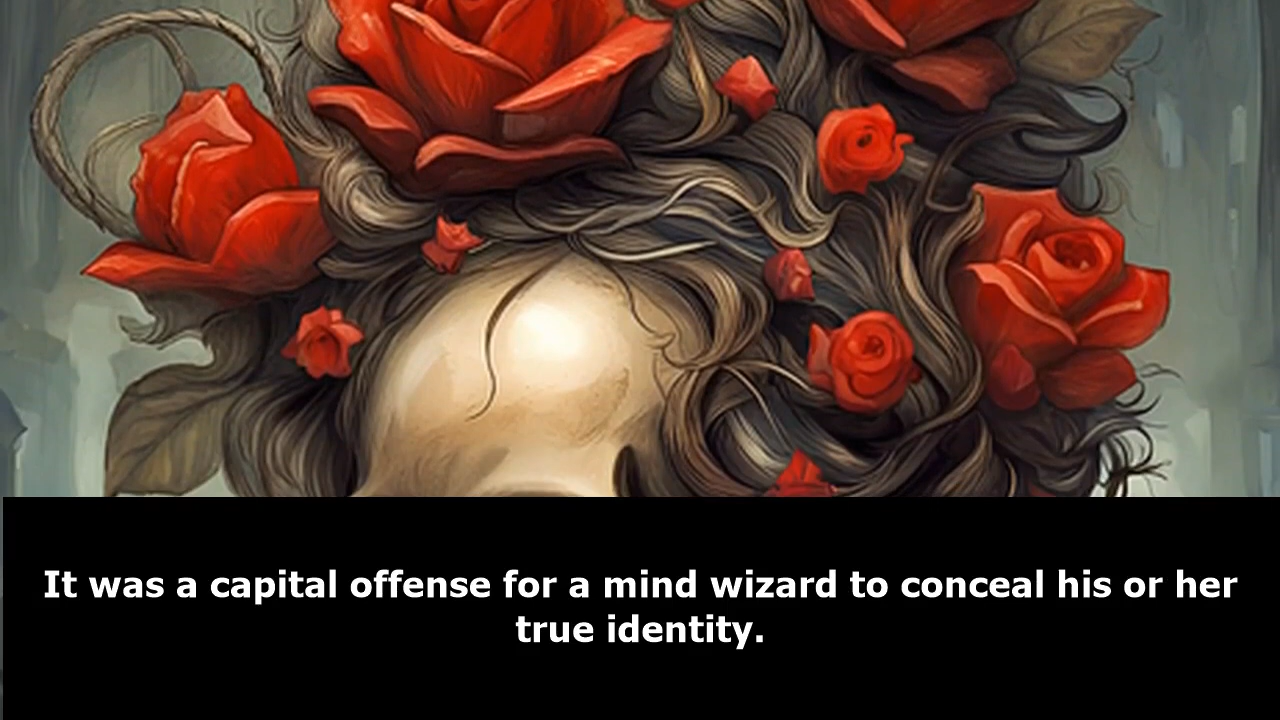 It was a capital offense for a mind wizard to conceal his or her
true identity.